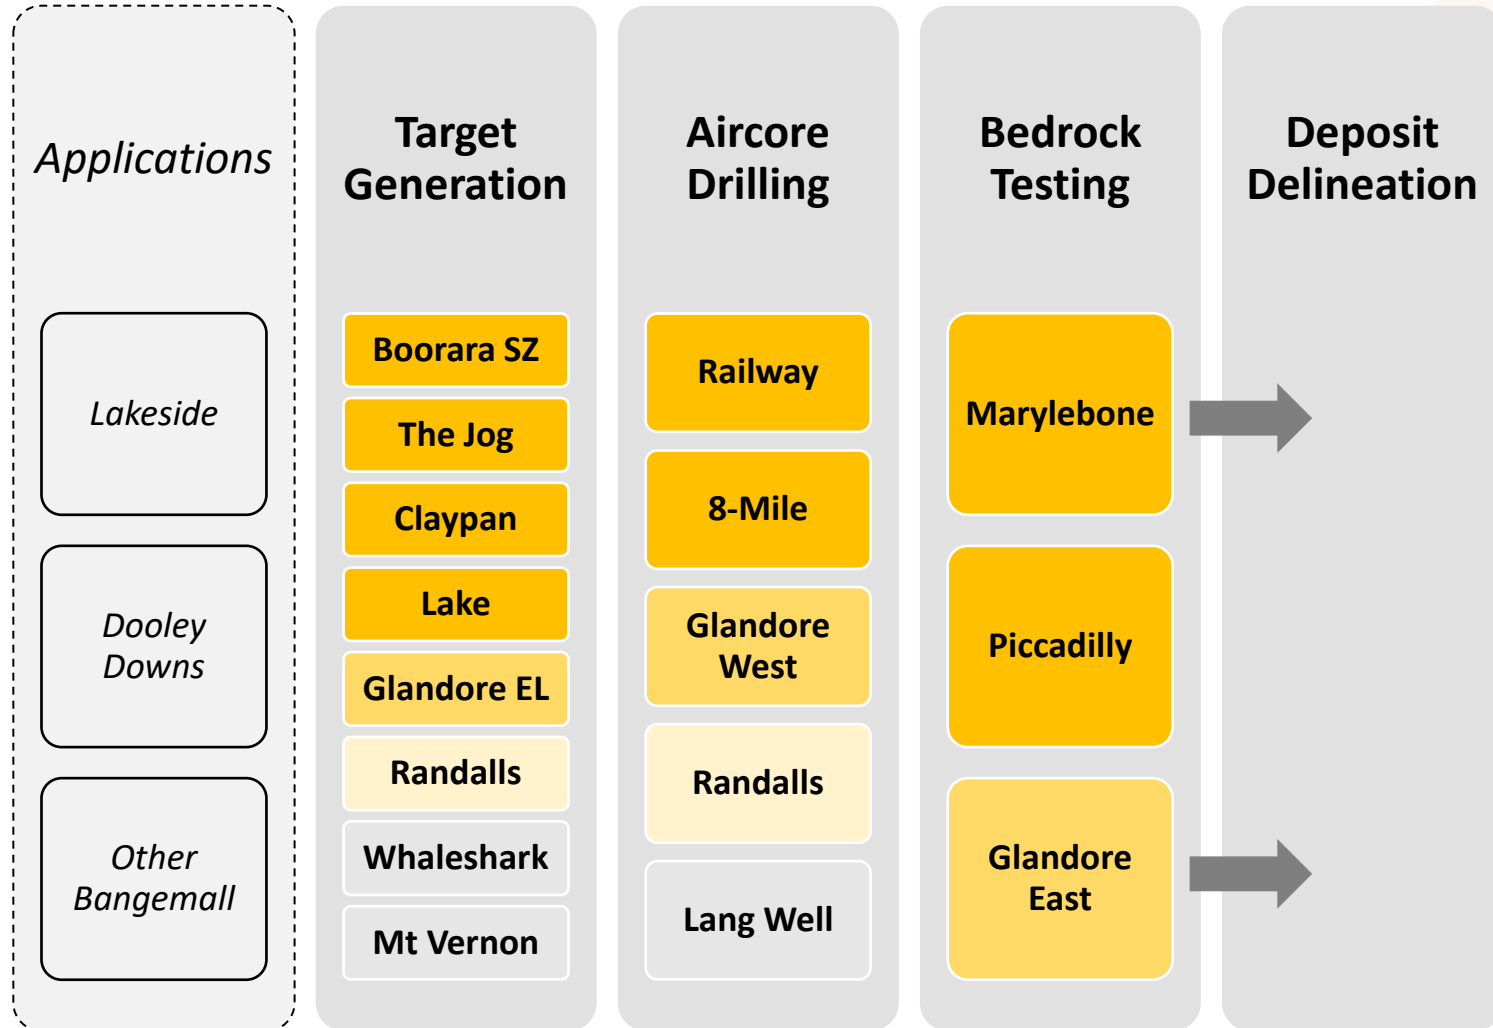 Applications
Target
Generation
Aircore
Drilling
Bedrock
Testing
Deposit
Delineation
Lakeside
Dooley
Downs
Other
Bangemall
Boorara SZ
The Jog
Claypan
Lake
Glandore EL
Randalls
Whaleshark
Mt Vernon
Railway
8-Mile
Glandore
West
Randalls
Lang Well
Marylebone
Piccadilly
Glandore
East